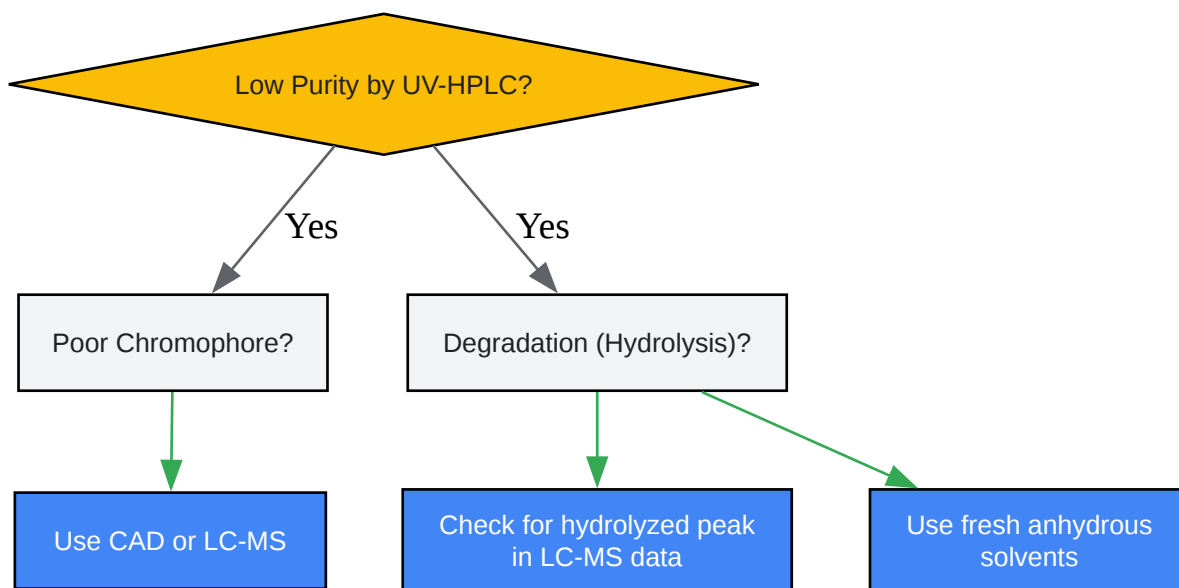 Low Purity by UV-HPLC?
Yes
Yes
Poor Chromophore?
Degradation (Hydrolysis)?
Use CAD or LC-MS
Check for hydrolyzed peak
in LC-MS data
Use fresh anhydrous
solvents